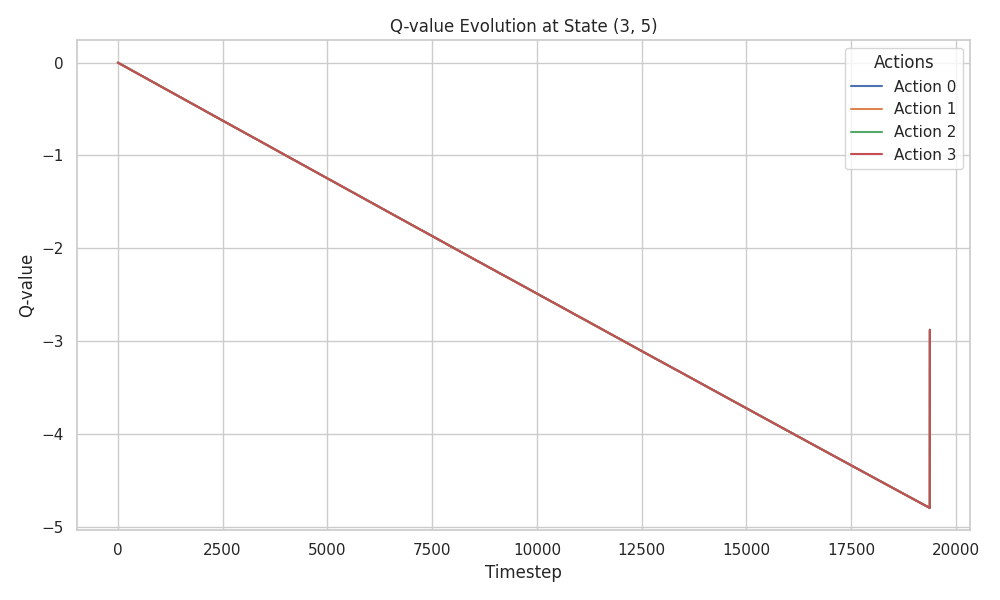 Q-value Evolution at State (3, 5)
Actions
Action 0
Action 1
Action 2
Action 3
Q-value
0
−1
−2
−3
−4
−5
0 2500 5000 7500 10000 12500 15000 17500 20000
Timestep